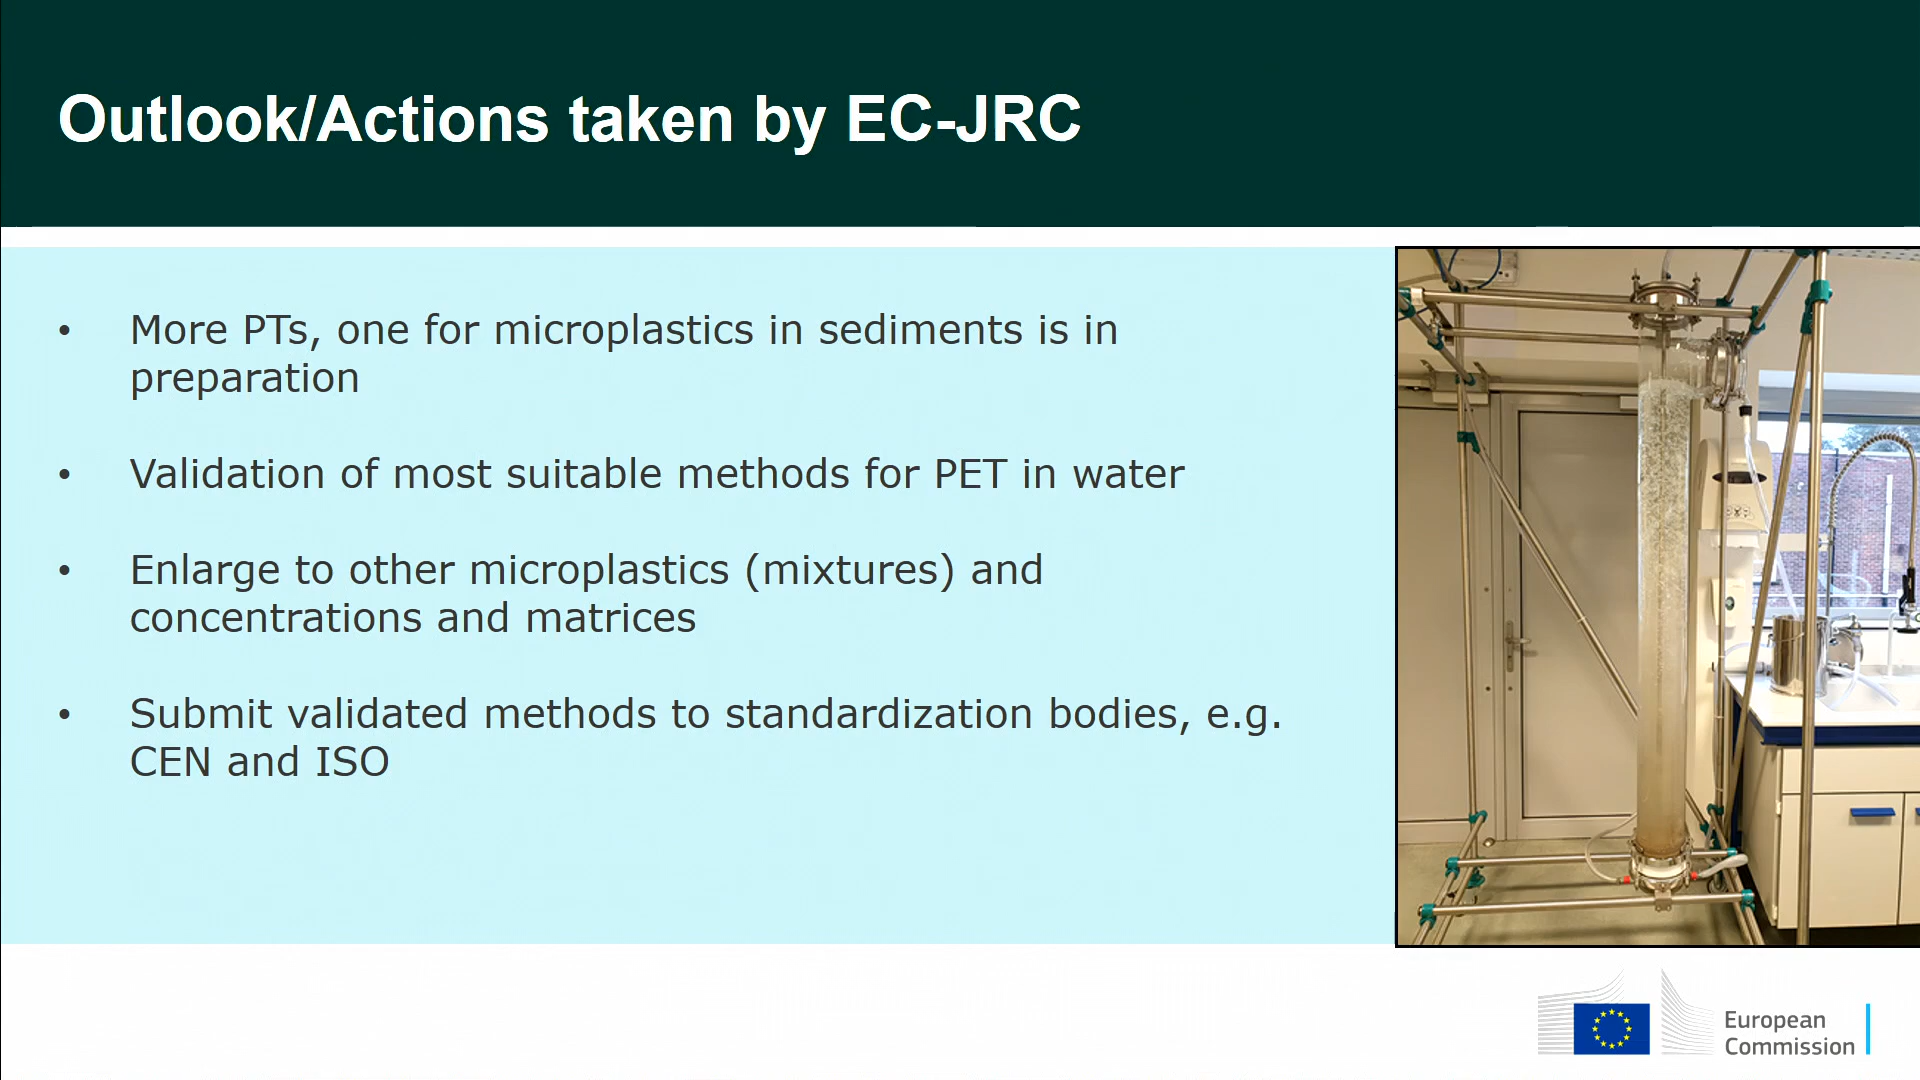 Outlook/Actions taken by EC-JRC
• More PTs, one for microplastics in sediments is in
preparation
• Validation of most suitable methods for PET in water
• Enlarge to other microplastics (mixtures) and
concentrations and matrices
• Submit validated methods to standardization bodies, e.g.
CEN and ISO
European
Commission